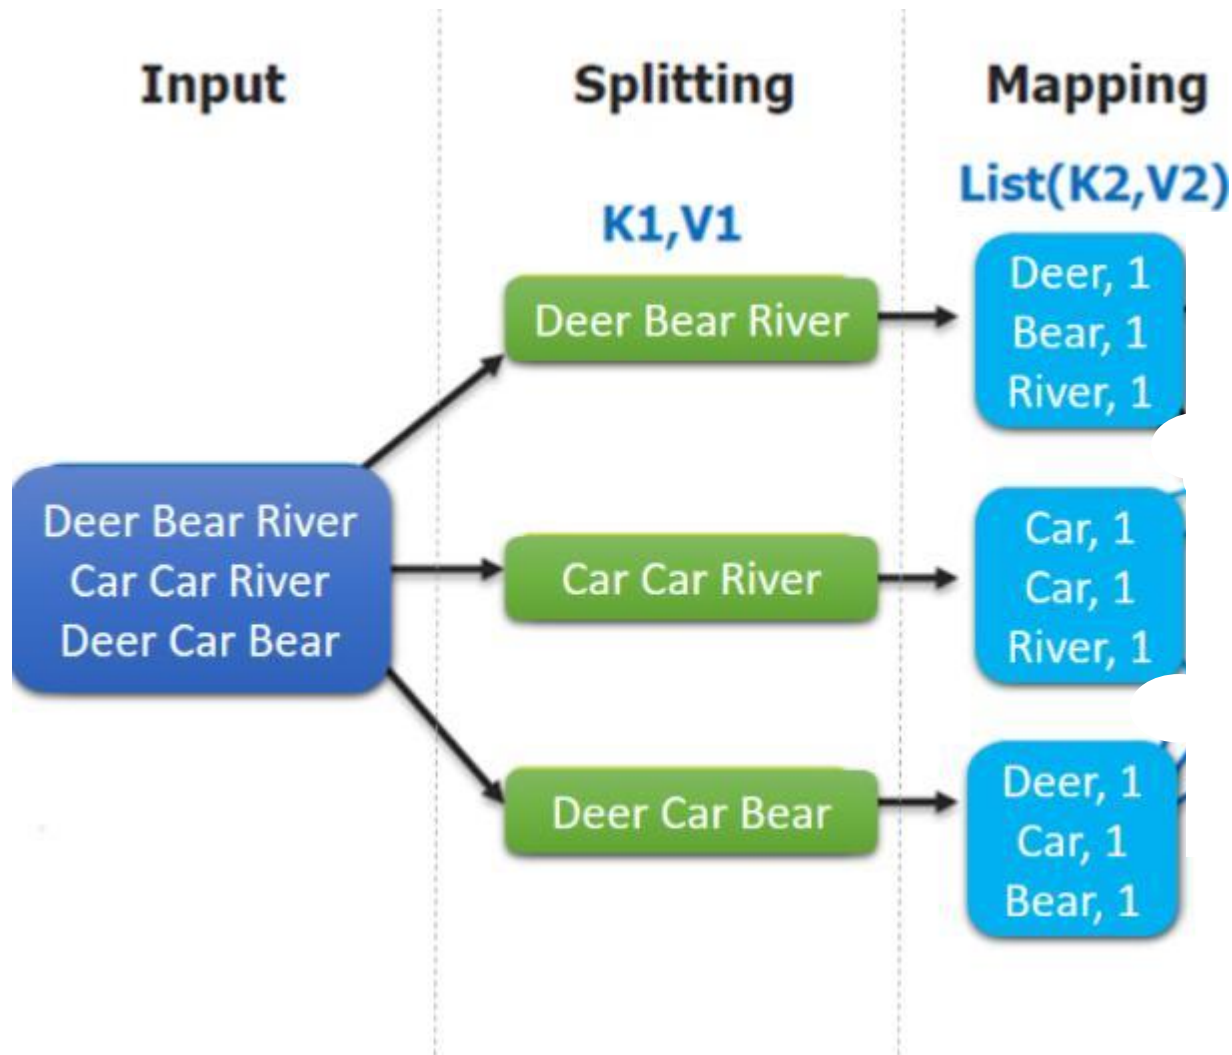 Input
Splitting
Mapping
K1,V1
List(K2,V2)
Deer Bear River
Car Car River
Deer Car Bear
Deer Bear River
Car Car River
Deer Car Bear
Deer, 1
Bear, 1
River, 1
Car, 1
Car, 1
River, 1
Deer, 1
Car, 1
Bear, 1